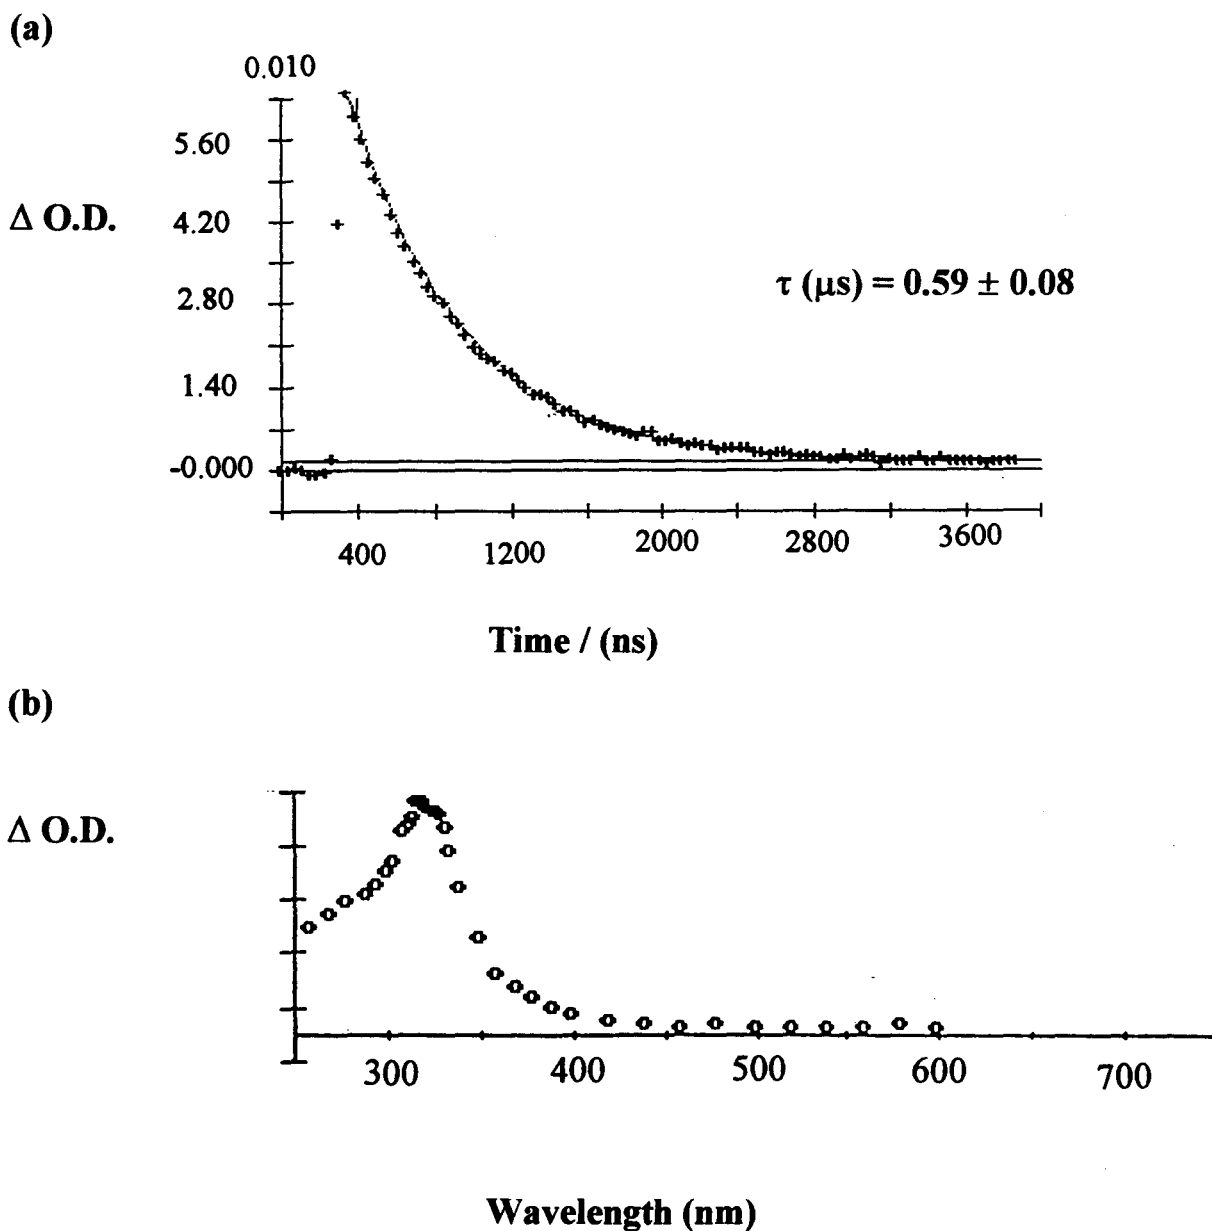 (a)
0.010
5.60
4.20
Δ O.D.
2.80
τ (μs) = 0.59 ± 0.08
1.40
-0.000
400 1200 2000 2800 3600
Time / (ns)
(b)
Δ O.D.
300 400 500 600 700
Wavelength (nm)